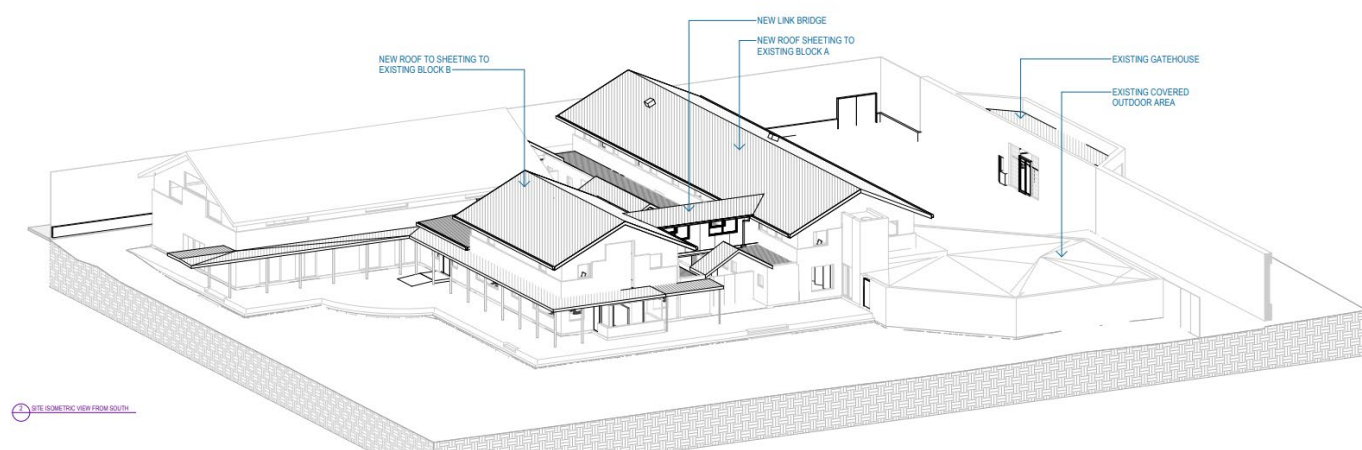 NEW LINK BRIDGE
NEW ROOF SHEETING TO
EXISTING BLOCK A
NEW ROOF TO SHEETING TO
EXISTING BLOCK B
EXISTING GATEHOUSE
EXISTING COVERED
OUTDOOR AREA
2
SITE ISOMETRIC VIEW FROM SOUTH